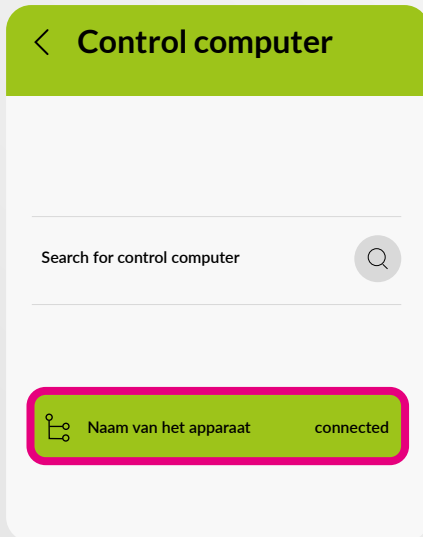 Control computer
Search for control computer
Naam van het apparaat connected